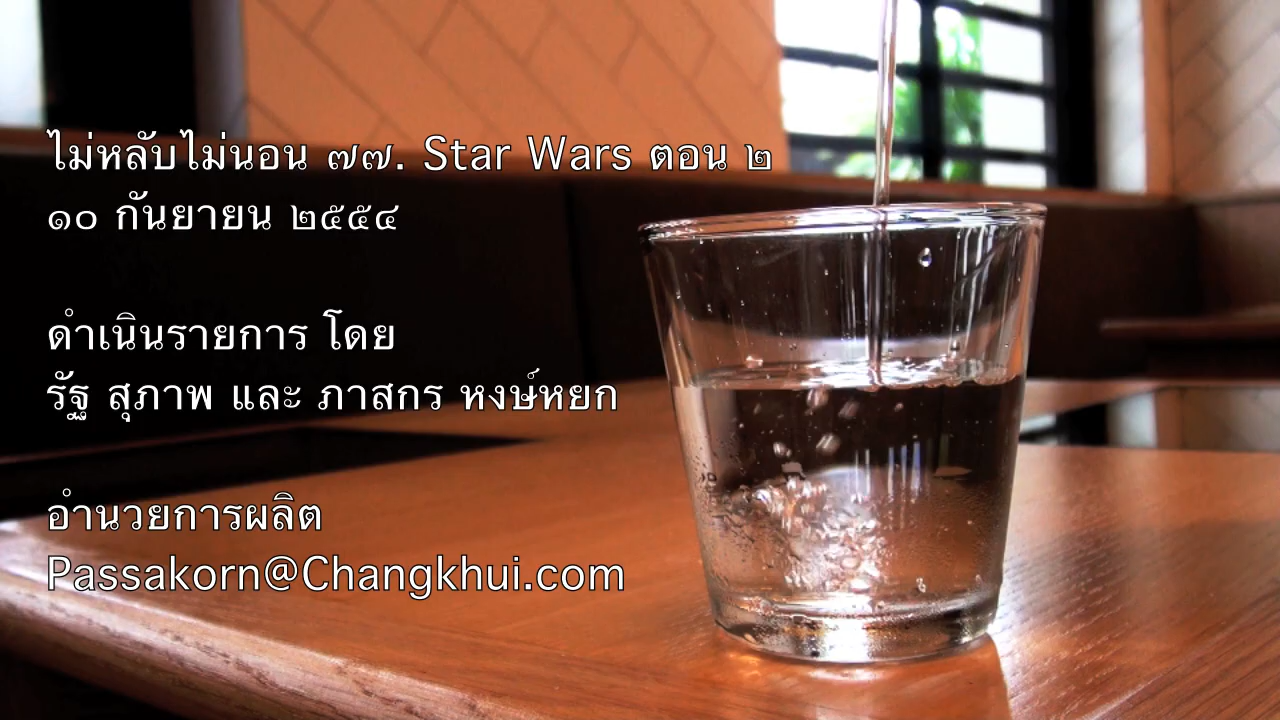 ไม่หลับไม่นอน ๗๗. Star Wars ตอน ๒
๑๐ กันยายน ๒๕๕๔
ดำเนินรายการ โดย
รัฐ สุภาพ และ ภาสกร หงษ์หยก
อำนวยการผลิต
Passakorn@Changkhui.com